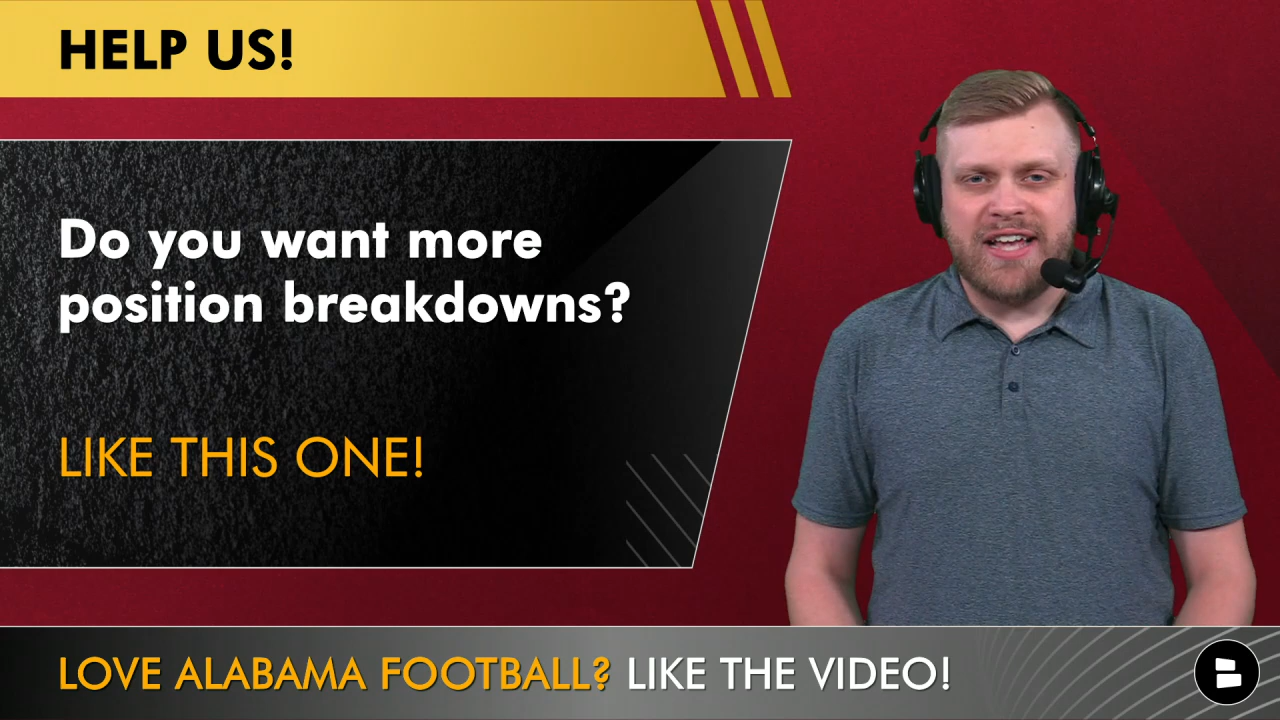 HELP US!
Do you want more
position breakdowns?
LIKE THIS ONE!
LOVE ALABAMA FOOTBALL? LIKE THE VIDEO!